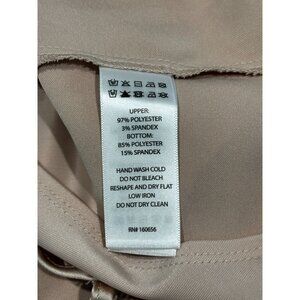 UPPER:
97% POLYESTER
3% SPANDEX
BOTTOM:
85% POLYESTER
15% SPANDEX
HAND WASH COLD
DO NOT BLEACH
RESHAPE AND DRY FLAT
LOW IRON
DO NOT DRY CLEAN
RN# 160656